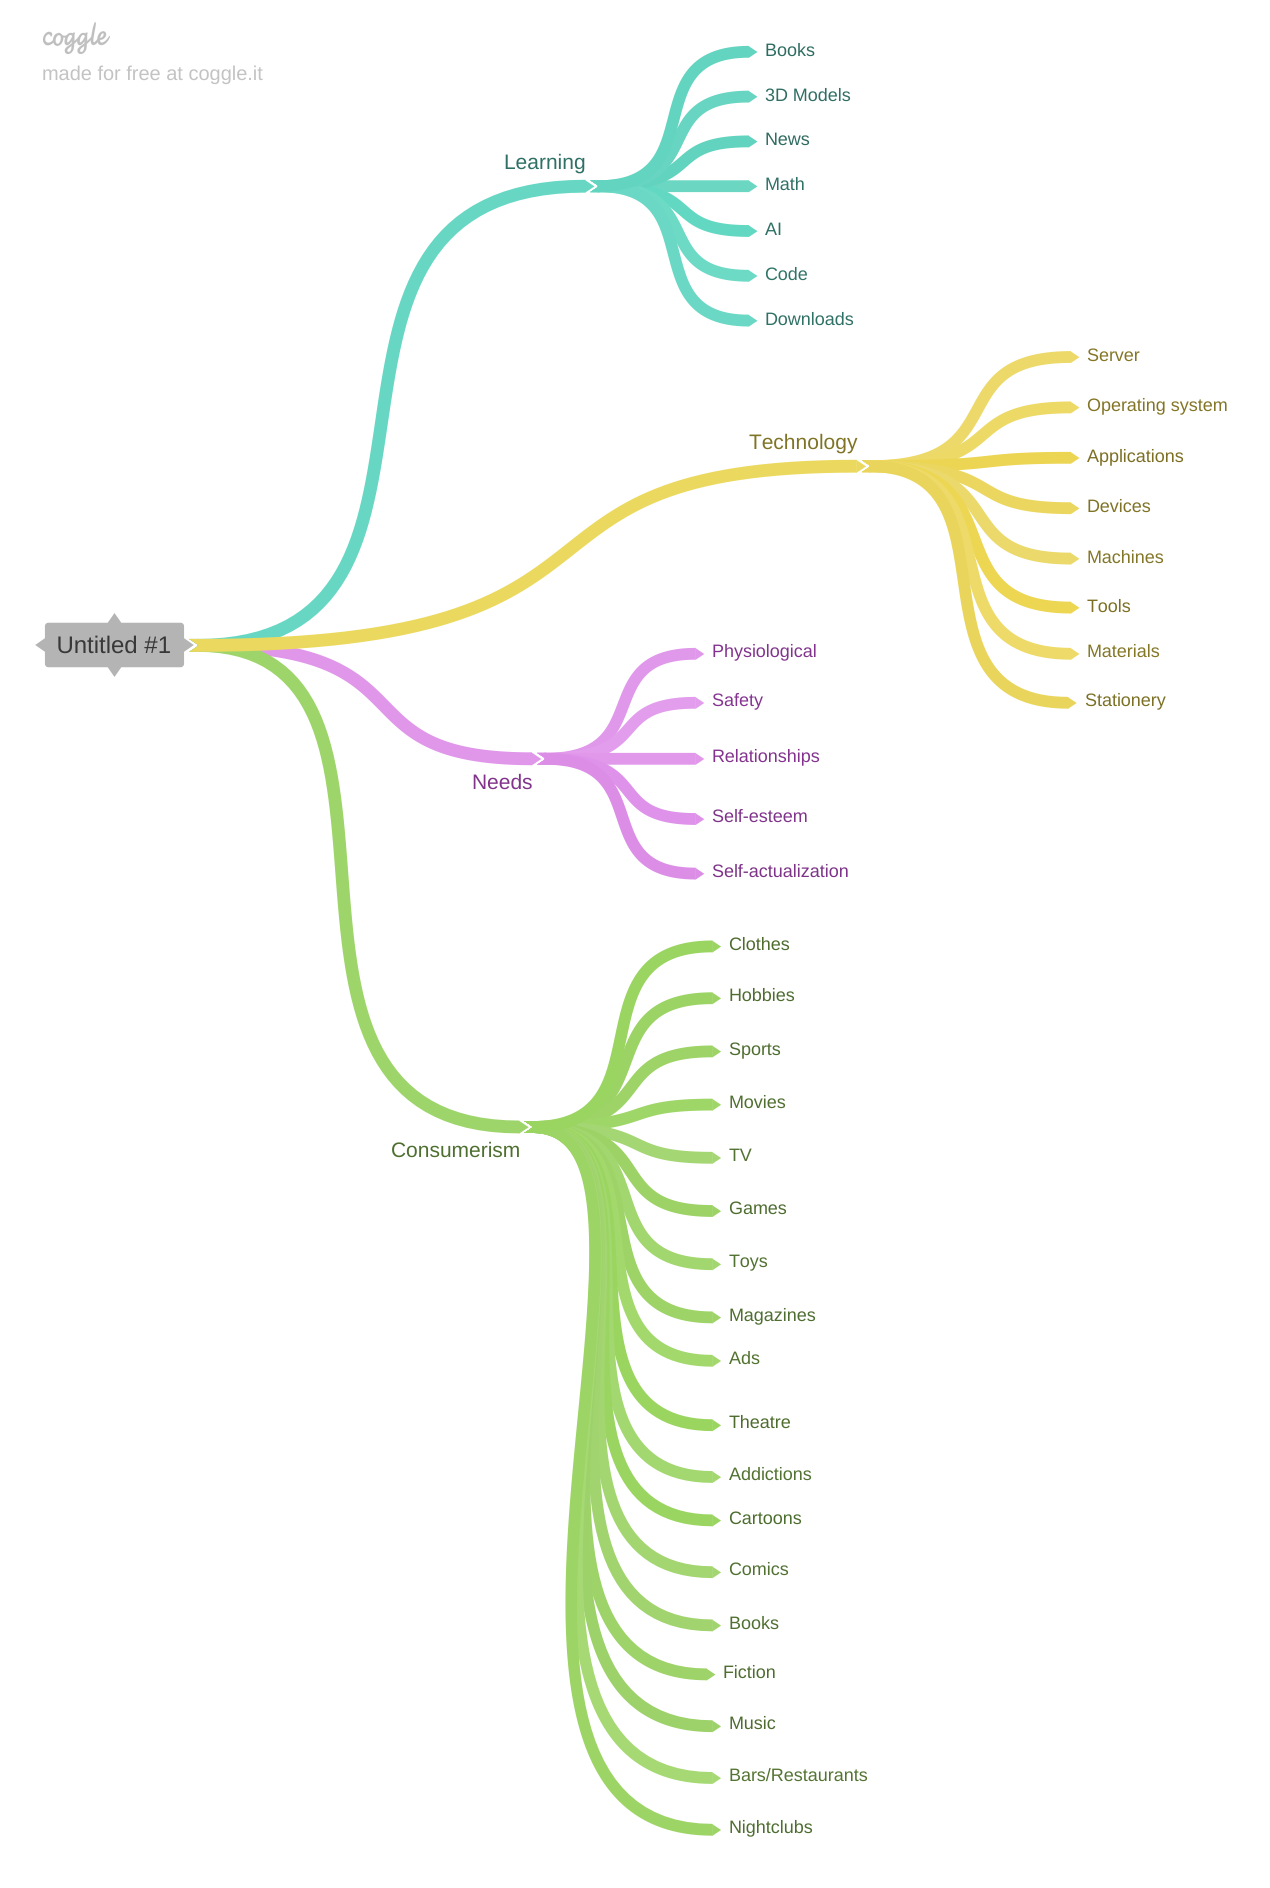 coggle
made for free at coggle.it
Untitled #1
Learning
Books
3D Models
News
Math
AI
Code
Downloads
Technology
Server
Operating system
Applications
Devices
Machines
Tools
Materials
Stationery
Needs
Physiological
Safety
Relationships
Self-esteem
Self-actualization
Consumerism
Clothes
Hobbies
Sports
Movies
TV
Games
Toys
Magazines
Ads
Theatre
Addictions
Cartoons
Comics
Books
Fiction
Music
Bars/Restaurants
Nightclubs